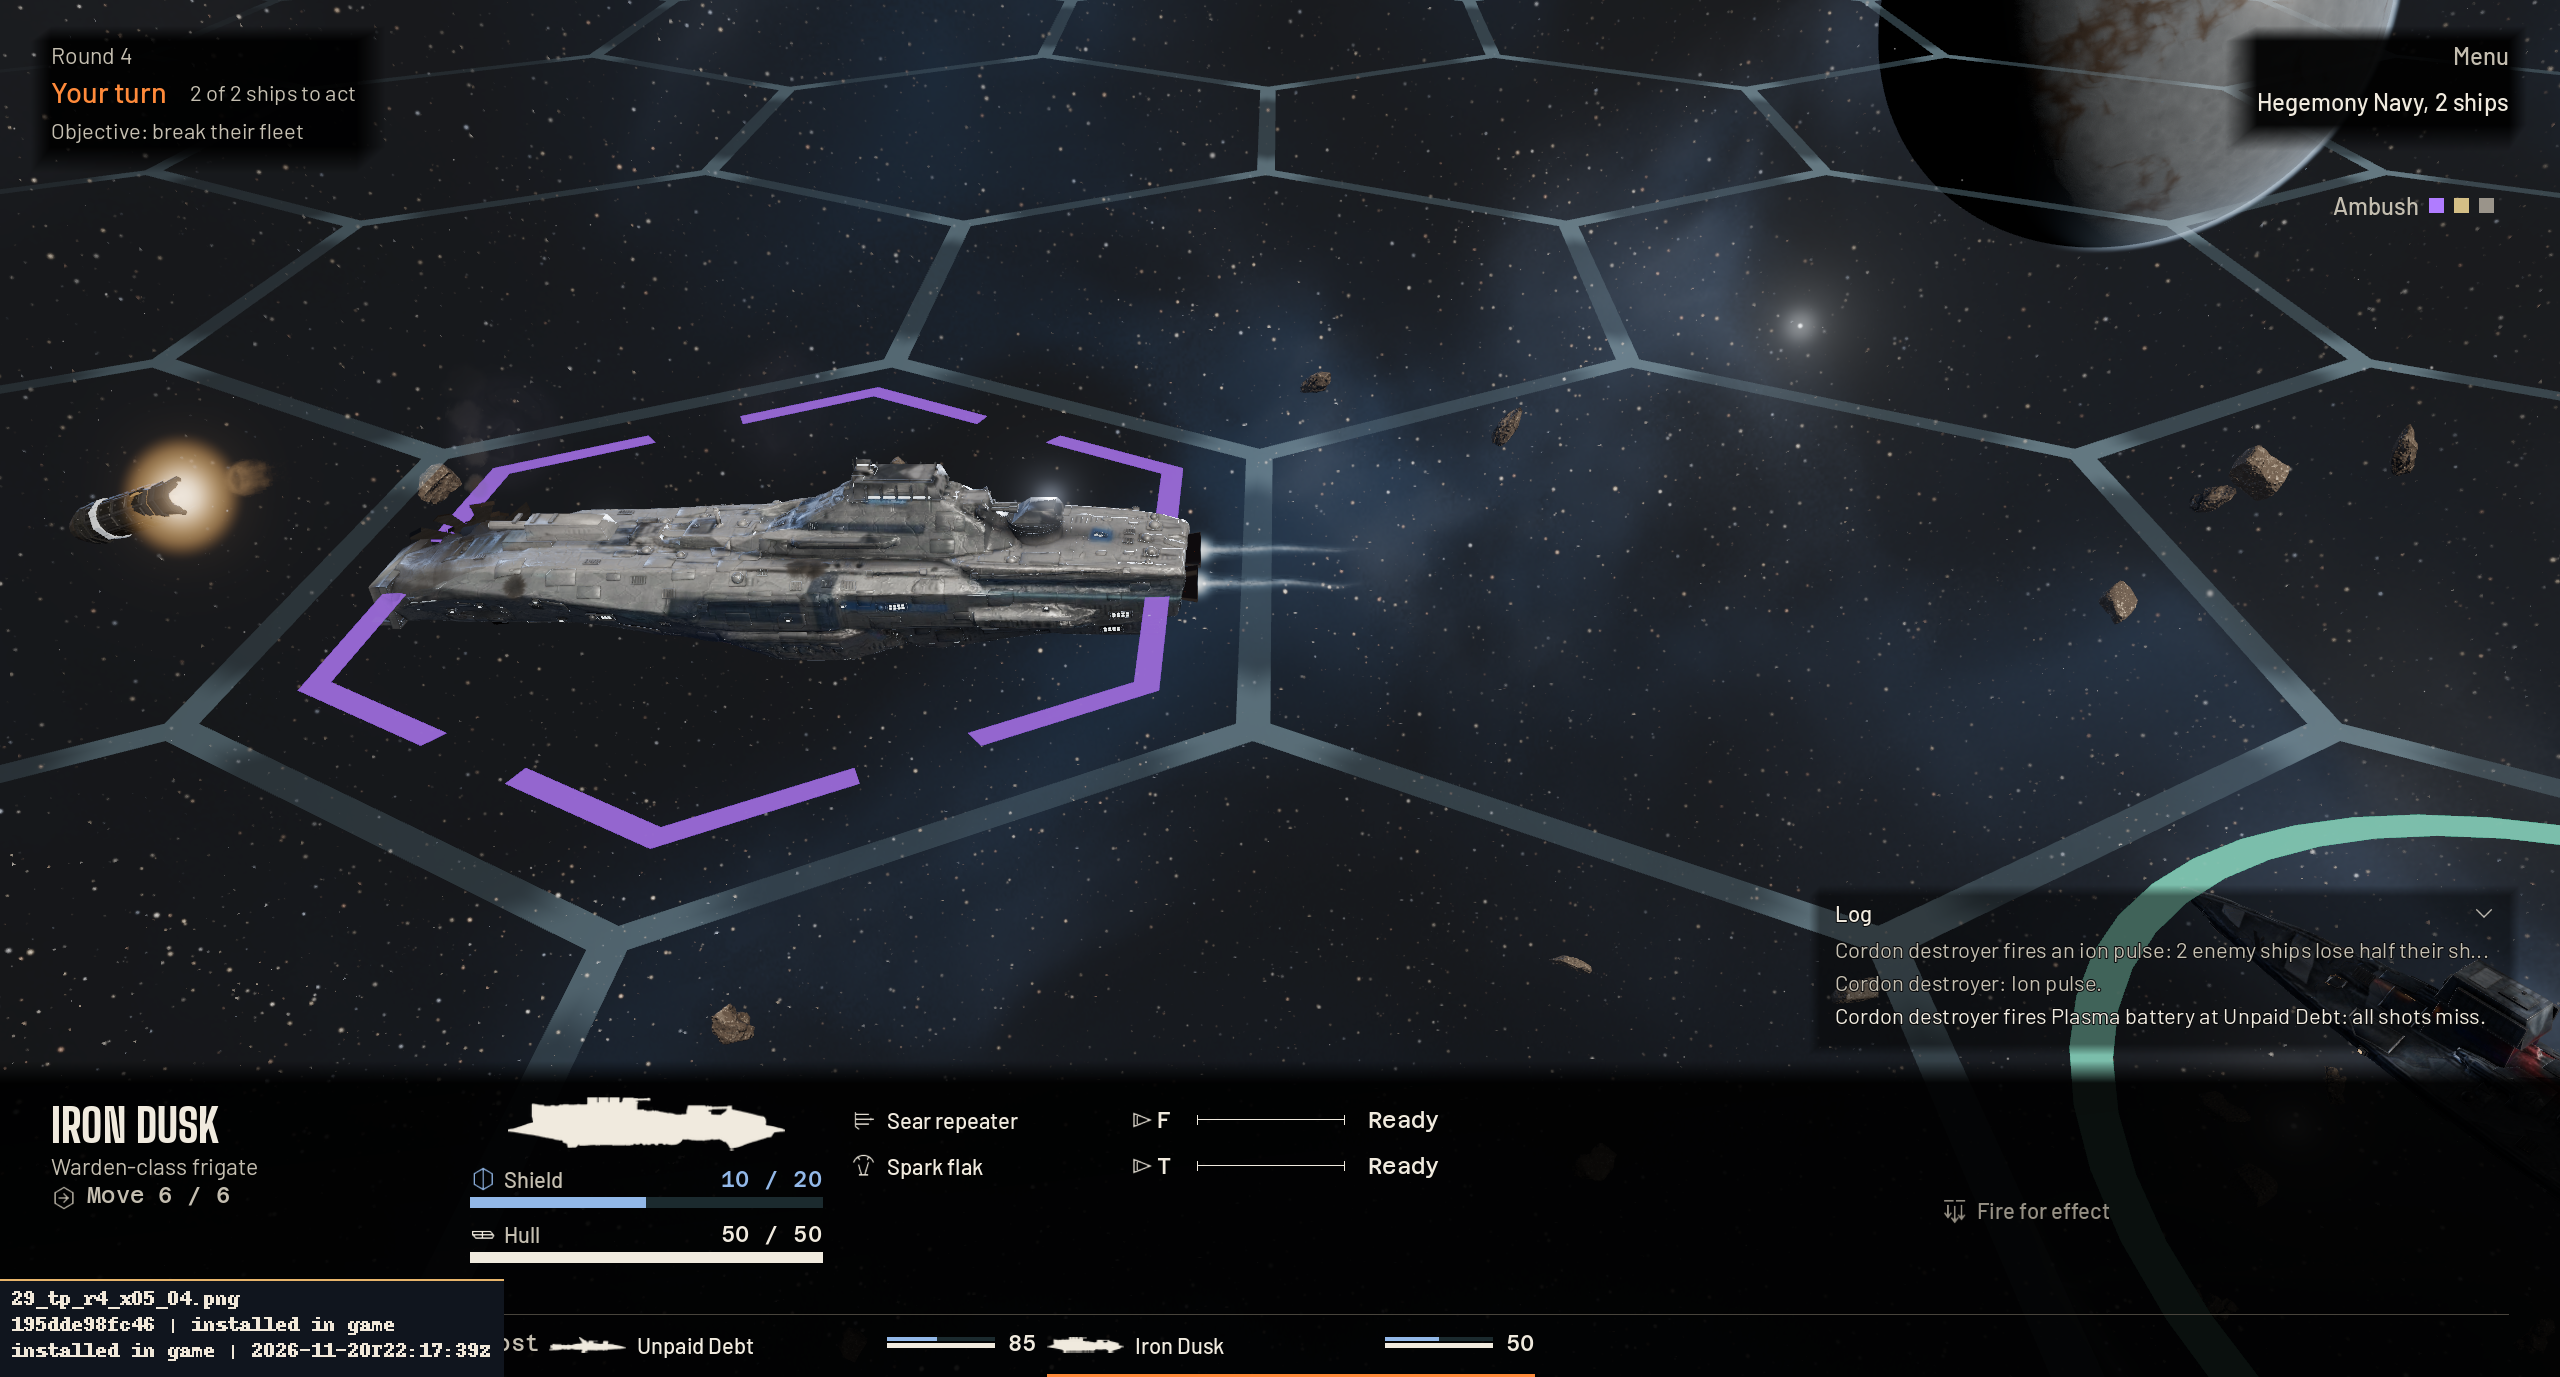 Round 4
Your turn 2 of 2 ships to act
Objective: break their fleet
Menu
Hegemony Navy, 2 ships
Ambush
Log
Cordon destroyer fires an ion pulse: 2 enemy ships lose half their sh...
Cordon destroyer: Ion pulse.
Cordon destroyer fires Plasma battery at Unpaid Debt: all shots miss.
IRON DUSK
Warden-class frigate
Move 6 / 6
Shield 10 / 20
Hull 50 / 50
Sear repeater F Ready
Spark flak T Ready
Fire for effect
29_tp_r4_x05_04.png
195dde98fc46 | installed in game
installed in game | 2026-11-20T22:17:39Z
ost Unpaid Debt 85 Iron Dusk 50